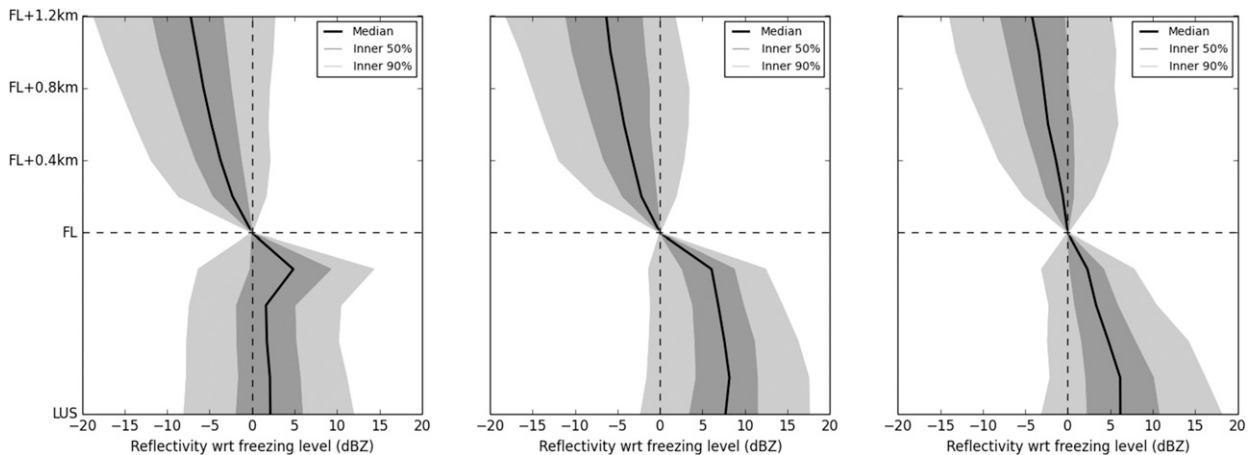 FL+1.2km
FL+0.8km
FL+0.4km
FL
LUS
Median
Inner 50%
Inner 90%
−20 −15 −10 −5 0 5 10 15 20
Reflectivity wrt freezing level (dBZ)
Median
Inner 50%
Inner 90%
−20 −15 −10 −5 0 5 10 15 20
Reflectivity wrt freezing level (dBZ)
Median
Inner 50%
Inner 90%
−20 −15 −10 −5 0 5 10 15 20
Reflectivity wrt freezing level (dBZ)